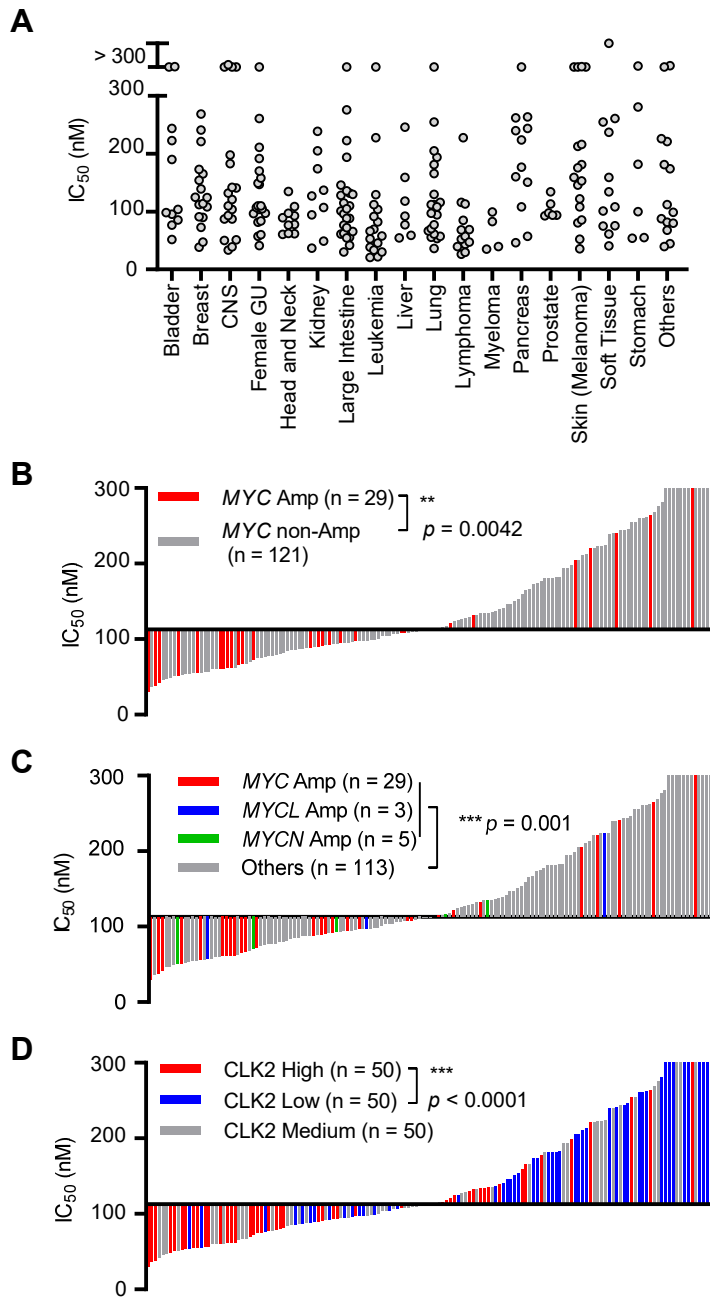 A
> 300
300
200
100
0
IC50 (nM)
Bladder
Breast
CNS
Female GU
Head and Neck
Kidney
Large Intestine
Leukemia
Liver
Lung
Lymphoma
Myeloma
Pancreas
Prostate
Skin (Melanoma)
Soft Tissue
Stomach
Others
B
300
200
100
0
IC50 (nM)
MYC Amp (n = 29)
**
MYC non-Amp
(n = 121)
p = 0.0042
C
300
200
100
0
IC50 (nM)
MYC Amp (n = 29)
MYCL Amp (n = 3)
MYCN Amp (n = 5)
Others (n = 113)
*** p = 0.001
D
300
200
100
0
IC50 (nM)
CLK2 High (n = 50)
***
CLK2 Low (n = 50)
p < 0.0001
CLK2 Medium (n = 50)